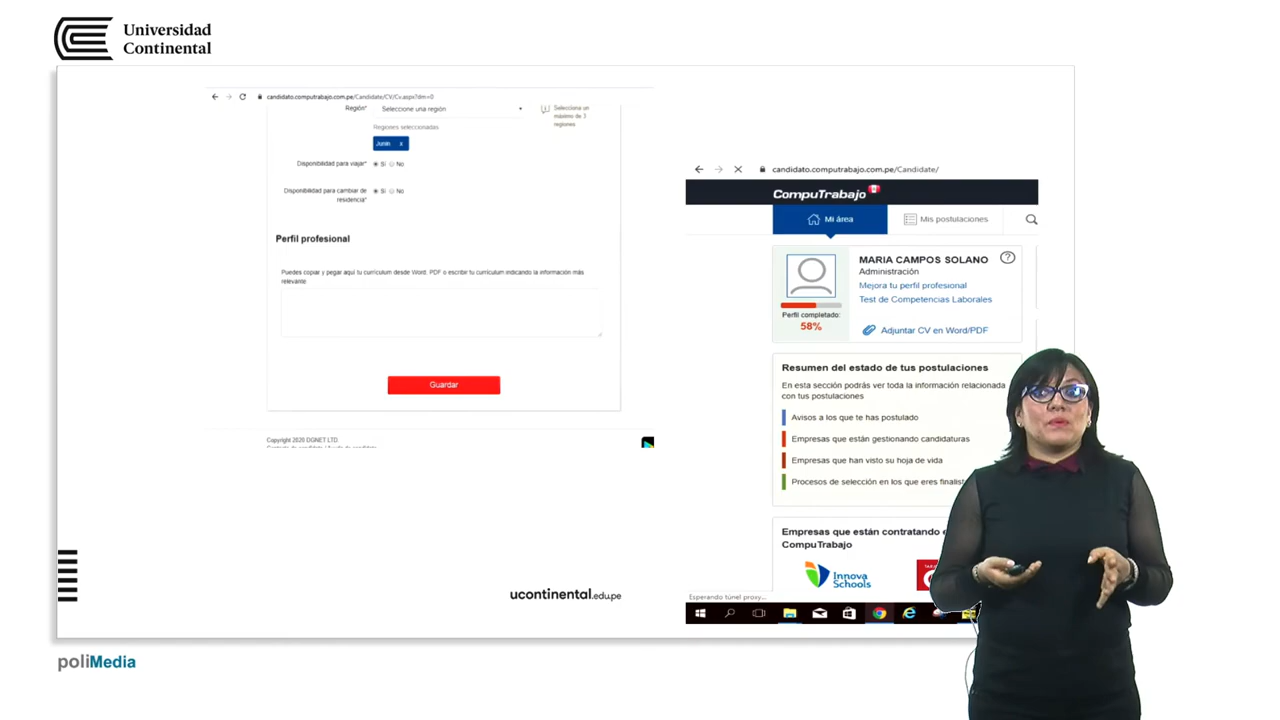 Universidad
Continental
candidato.computrabajo.com.pe/Candidate/CV/Cv.aspx?dm=0
Región* Seleccione una región
Selecciona un
máximo de 3
regiones
Regiones seleccionadas
Junín x
Disponibilidad para viajar* Sí No
Disponibilidad para cambiar de
residencia* Sí No
Perfil profesional
Puedes copiar y pegar aquí tu curriculum desde Word, PDF o escribir tu curriculum indicando la información más
relevante
Guardar
Copyright 2020 DGNET LTD.
candidato.computrabajo.com.pe/Candidate/
CompuTrabajo
Mi área Mis postulaciones
MARIA CAMPOS SOLANO
Administración
Mejora tu perfil profesional
Test de Competencias Laborales
Perfil completado:
58%
Adjuntar CV en Word/PDF
Resumen del estado de tus postulaciones
En esta sección podrás ver toda la información relacionada
con tus postulaciones
Avisos a los que te has postulado
Empresas que están gestionando candidaturas
Empresas que han visto su hoja de vida
Procesos de selección en los que eres finalist
Empresas que están contratando
CompuTrabajo
Innova
Schools
Esperando túnel proxy...
ucontinental.edu.pe
poliMedia